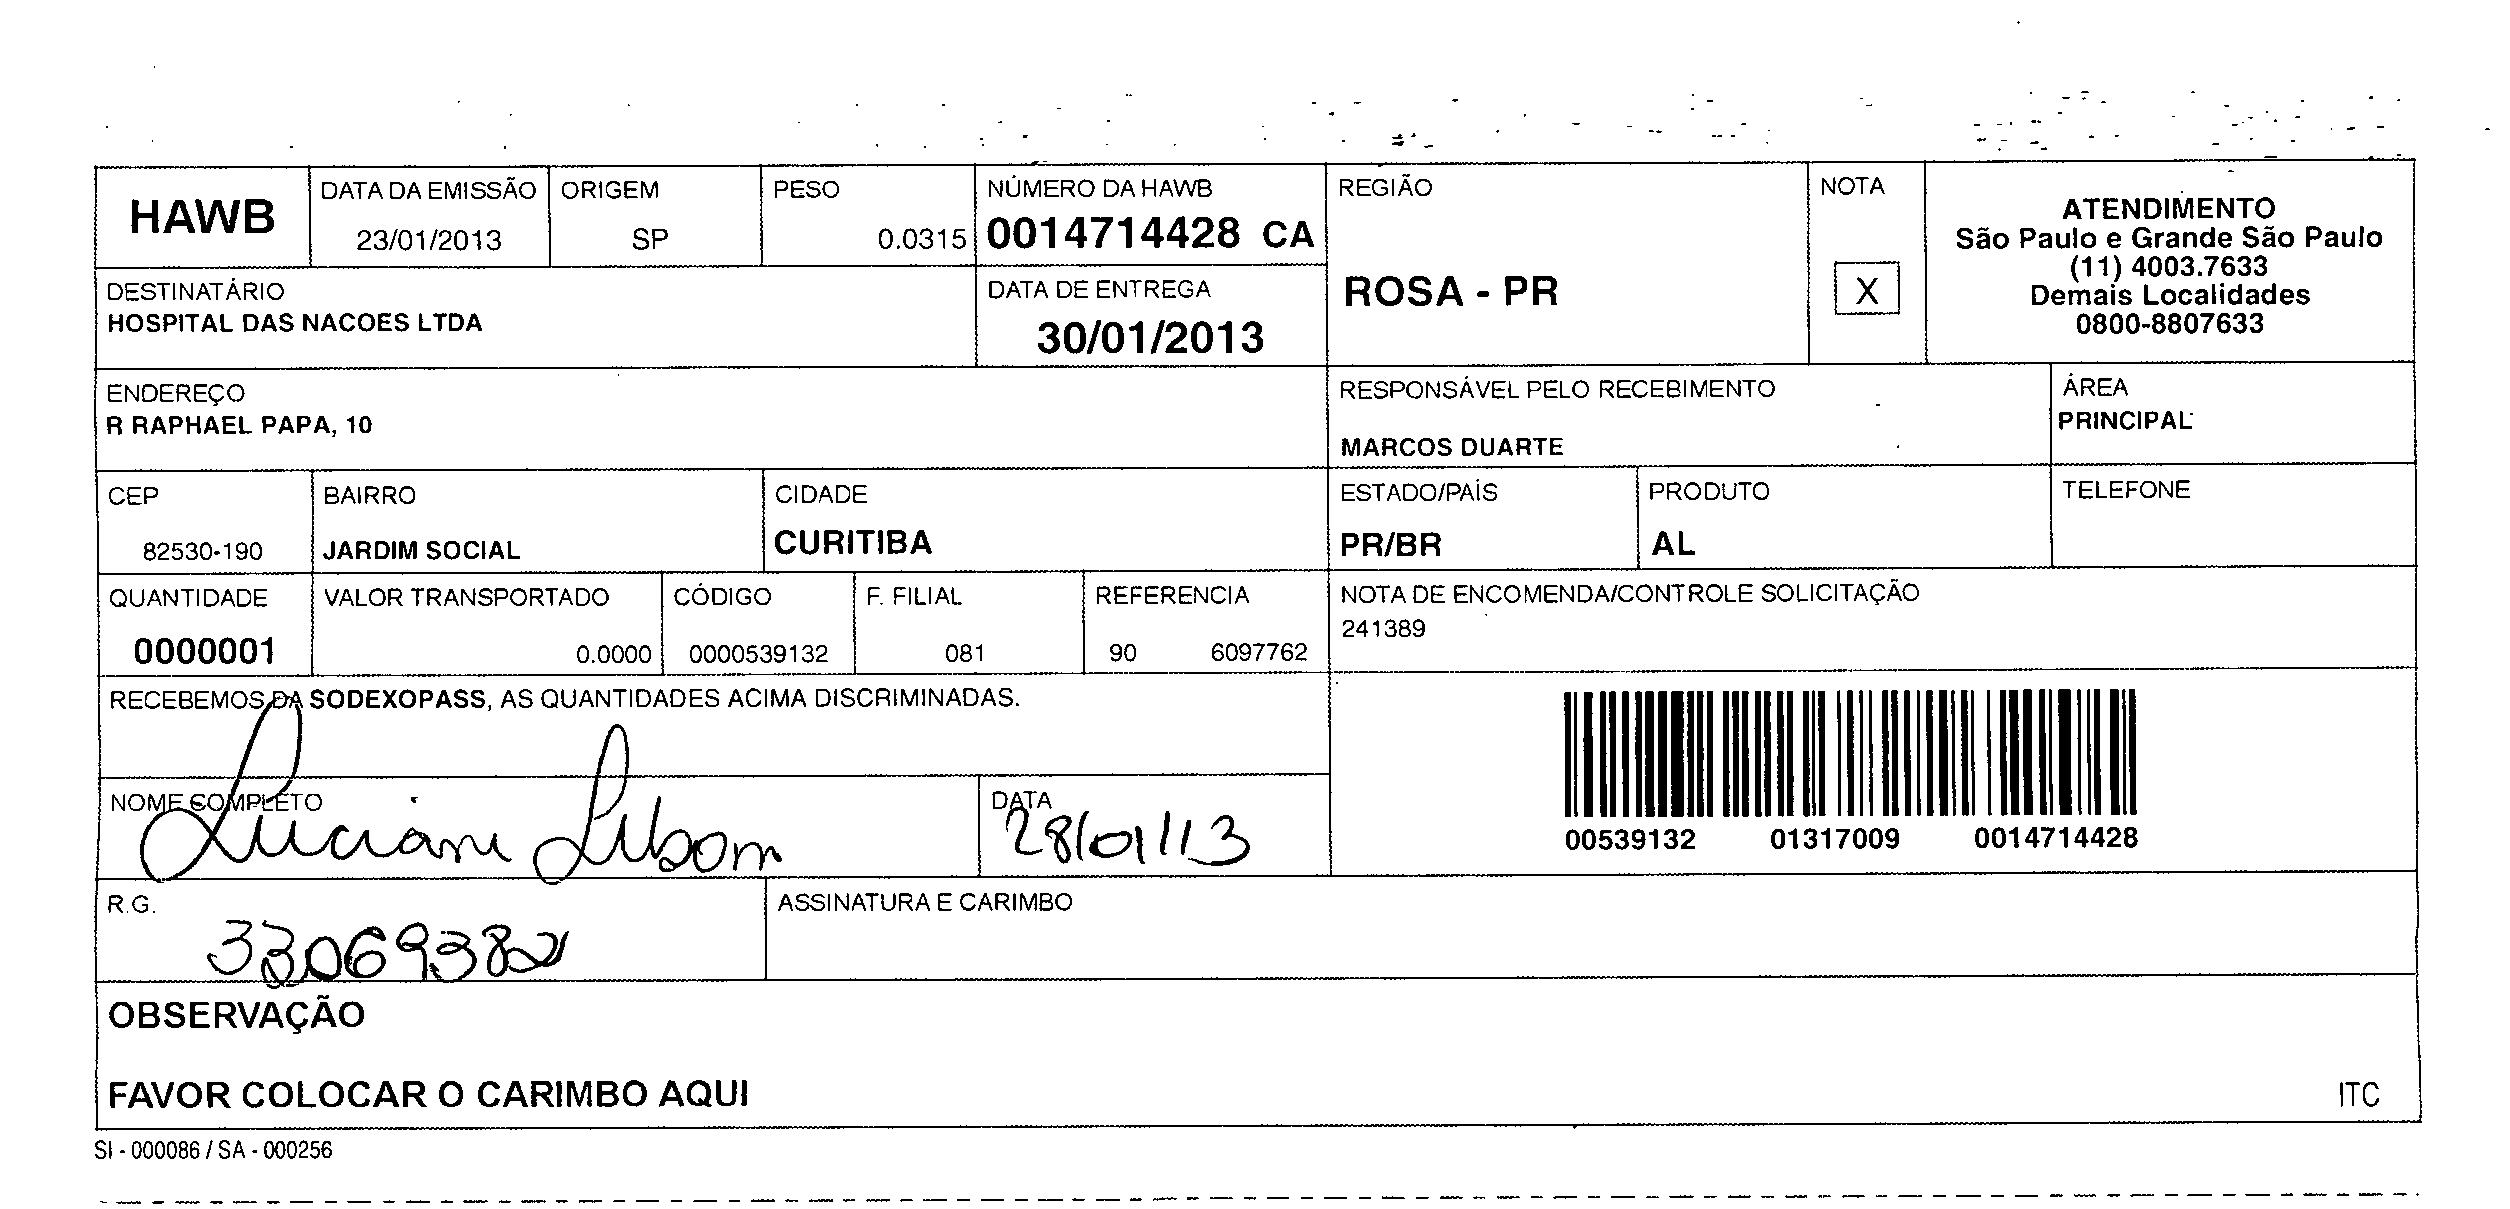 HAWB
DATA DA EMISSÃO
23/01/2013
ORIGEM
SP
PESO
0.0315
NÚMERO DA HAWB
0014714428 CA
REGIÃO
ROSA - PR
NOTA
X
ATENDIMENTO
São Paulo e Grande São Paulo
(11) 4003.7633
Demais Localidades
0800-8807633
DESTINATÁRIO
HOSPITAL DAS NACOES LTDA
DATA DE ENTREGA
30/01/2013
ENDEREÇO
R RAPHAEL PAPA, 10
RESPONSÁVEL PELO RECEBIMENTO
MARCOS DUARTE
ÁREA
PRINCIPAL
CEP
82530-190
BAIRRO
JARDIM SOCIAL
CIDADE
CURITIBA
ESTADO/PAÍS
PR/BR
PRODUTO
AL
TELEFONE
QUANTIDADE
0000001
VALOR TRANSPORTADO
0.0000
CÓDIGO
0000539132
F. FILIAL
081
REFERENCIA
90 6097762
NOTA DE ENCOMENDA/CONTROLE SOLICITAÇÃO
241389
RECEBEMOS DA SODEXOPASS, AS QUANTIDADES ACIMA DISCRIMINADAS.
NOME COMPLETO
DATA
28/01/13
00539132 01317009 0014714428
R.G.
ASSINATURA E CARIMBO
OBSERVAÇÃO
FAVOR COLOCAR O CARIMBO AQUI
ITC
SI - 000086 / SA - 000256